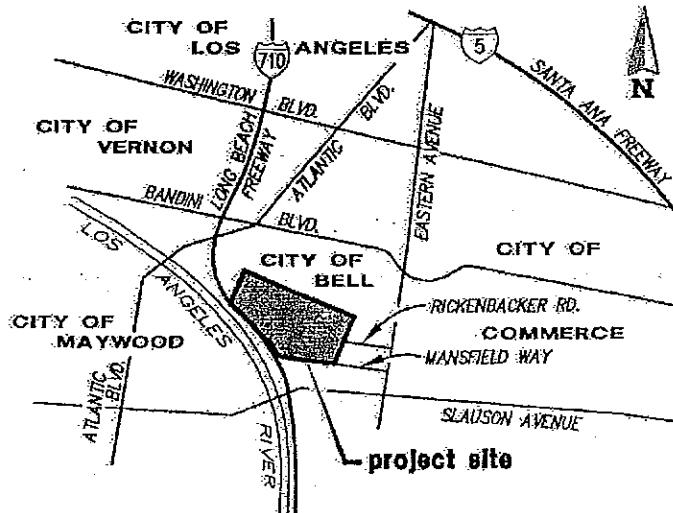 CITY OF
LOS ANGELES
710
5
N
WASHINGTON BLVD.
SANTA ANA FREEWAY
CITY OF
VERNON
LONG BEACH
FREEWAY
ATLANTIC BLVD.
EASTERN AVENUE
BANDINI BLVD.
LOS ANGELES RIVER
CITY OF
BELL
CITY OF
COMMERCE
RICKENBACKER RD.
MANSFIELD WAY
CITY OF
MAYWOOD
ATLANTIC
BLVD.
SLAUSON AVENUE
project site